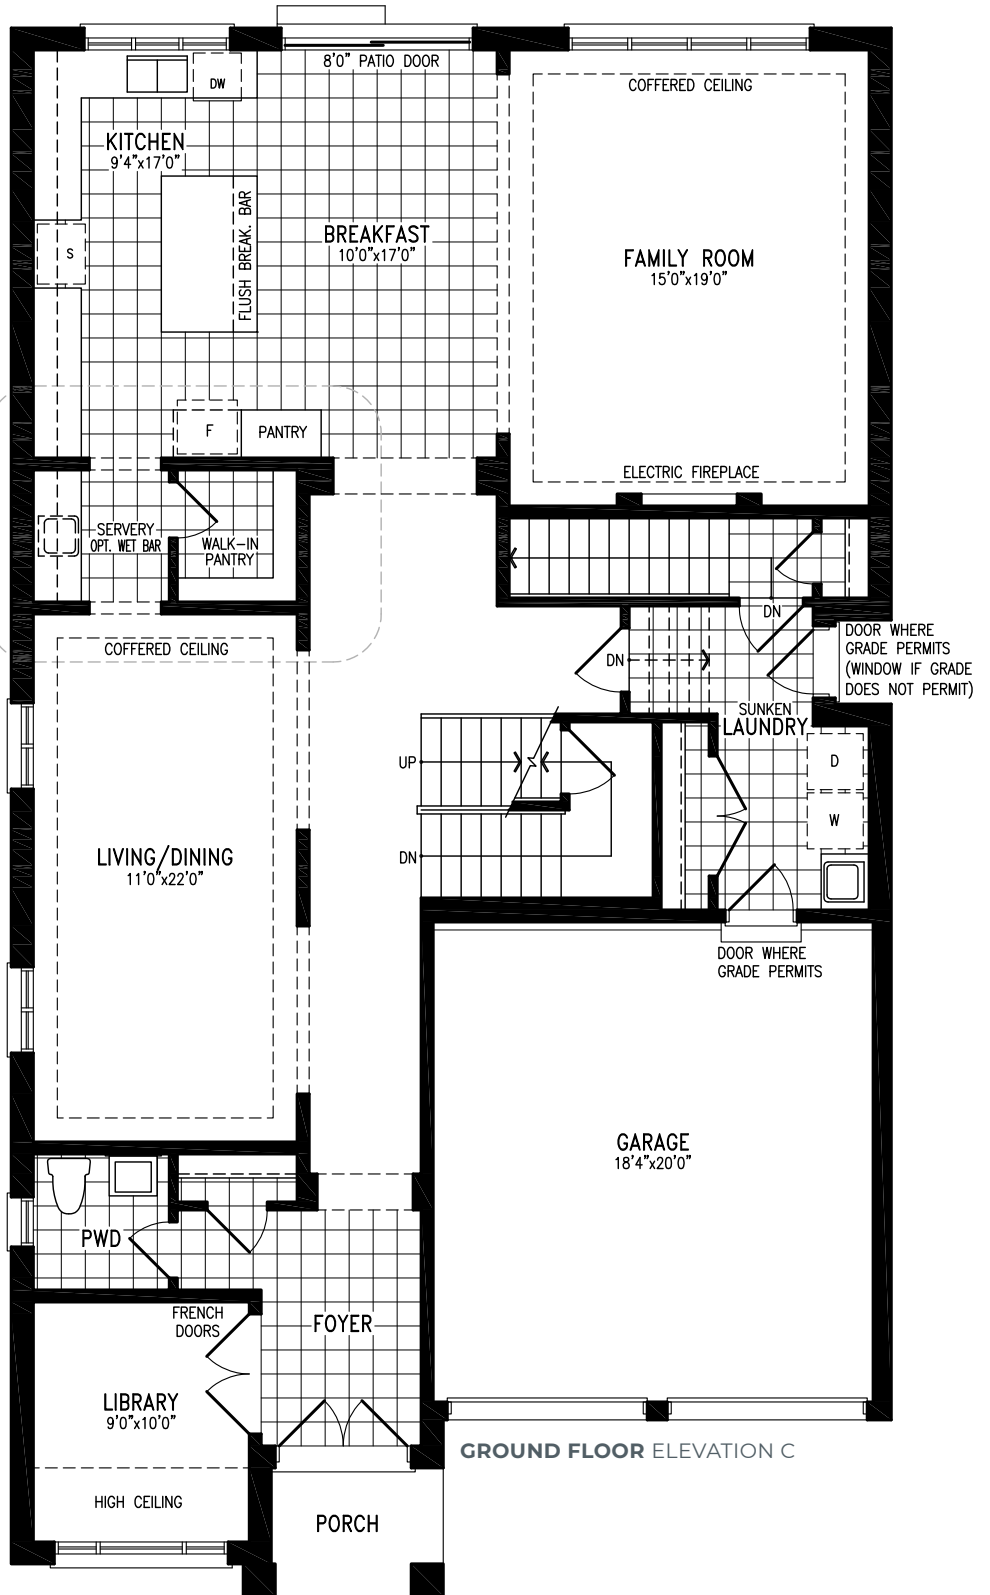 8'0" PATIO DOOR
DW
COFFERED CEILING
KITCHEN
9'4"x17'0"
FLUSH BREAK. BAR
BREAKFAST
10'0"x17'0"
S
FAMILY ROOM
15'0"x19'0"
F
PANTRY
ELECTRIC FIREPLACE
SERVERY
OPT. WET BAR
WALK-IN
PANTRY
DN
DOOR WHERE
GRADE PERMITS
(WINDOW IF GRADE
DOES NOT PERMIT)
COFFERED CEILING
DN
SUNKEN
LAUNDRY
UP
D
W
LIVING/DINING
11'0"x22'0"
DN
DOOR WHERE
GRADE PERMITS
GARAGE
18'4"x20'0"
PWD
FRENCH
DOORS
FOYER
LIBRARY
9'0"x10'0"
GROUND FLOOR ELEVATION C
HIGH CEILING
PORCH